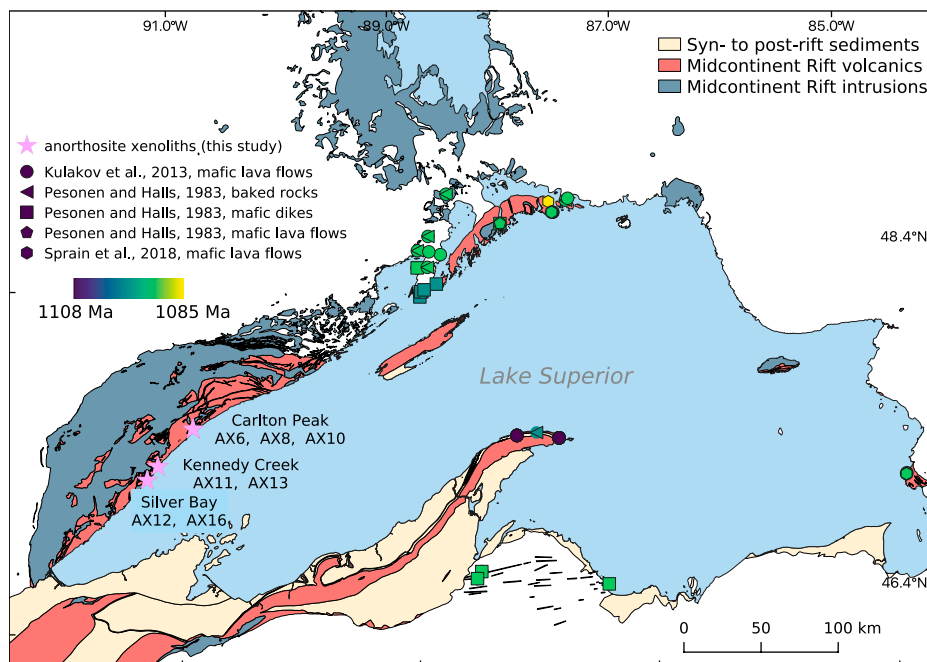 91.0°W
89.0°W
87.0°W
85.0°W
Syn- to post-rift sediments
Midcontinent Rift volcanics
Midcontinent Rift intrusions
anorthosite xenoliths (this study)
Kulakov et al., 2013, mafic lava flows
Pesonen and Halls, 1983, baked rocks
Pesonen and Halls, 1983, mafic dikes
Pesonen and Halls, 1983, mafic lava flows
Sprain et al., 2018, mafic lava flows
48.4°N
1108 Ma
1085 Ma
Lake Superior
Carlton Peak
AX6, AX8, AX10
Kennedy Creek
AX11, AX13
Silver Bay
AX12, AX16
46.4°N
0 50 100 km